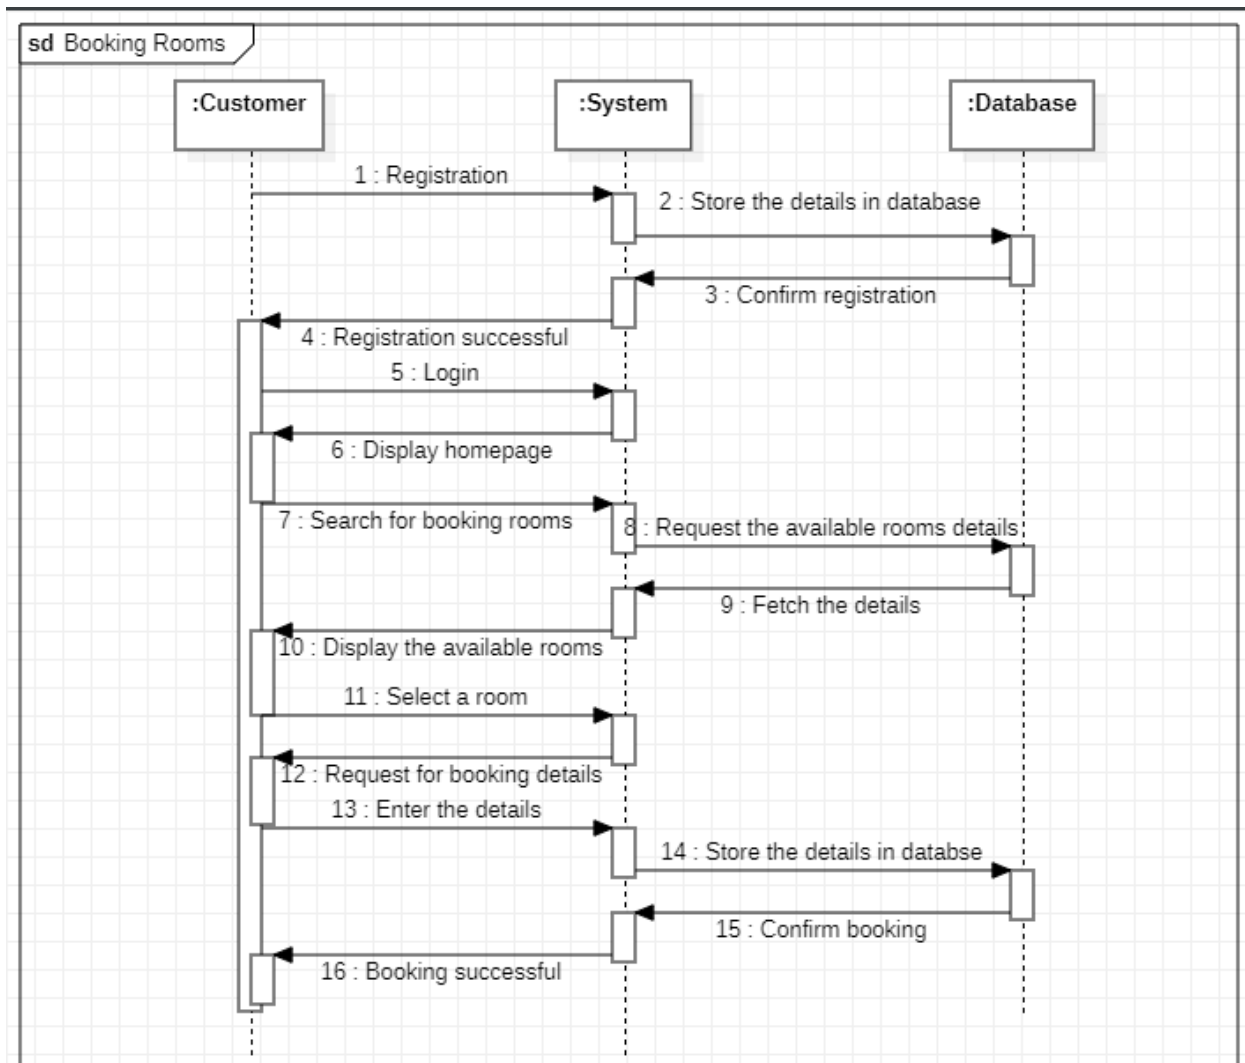 sd Booking Rooms
:Customer
:System
:Database
1 : Registration
2 : Store the details in database
3 : Confirm registration
4 : Registration successful
5 : Login
6 : Display homepage
7 : Search for booking rooms
8 : Request the available rooms details
9 : Fetch the details
10 : Display the available rooms
11 : Select a room
12 : Request for booking details
13 : Enter the details
14 : Store the details in databse
15 : Confirm booking
16 : Booking successful